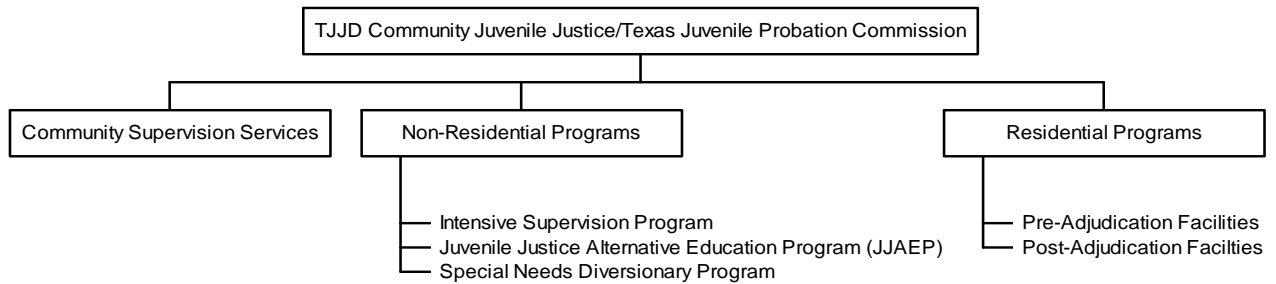 TJJD Community Juvenile Justice/Texas Juvenile Probation Commission
Community Supervision Services
Non-Residential Programs
Residential Programs
Intensive Supervision Program
Juvenile Justice Alternative Education Program (JJAEP)
Special Needs Diversionary Program
Pre-Adjudication Facilities
Post-Adjudication Facilties